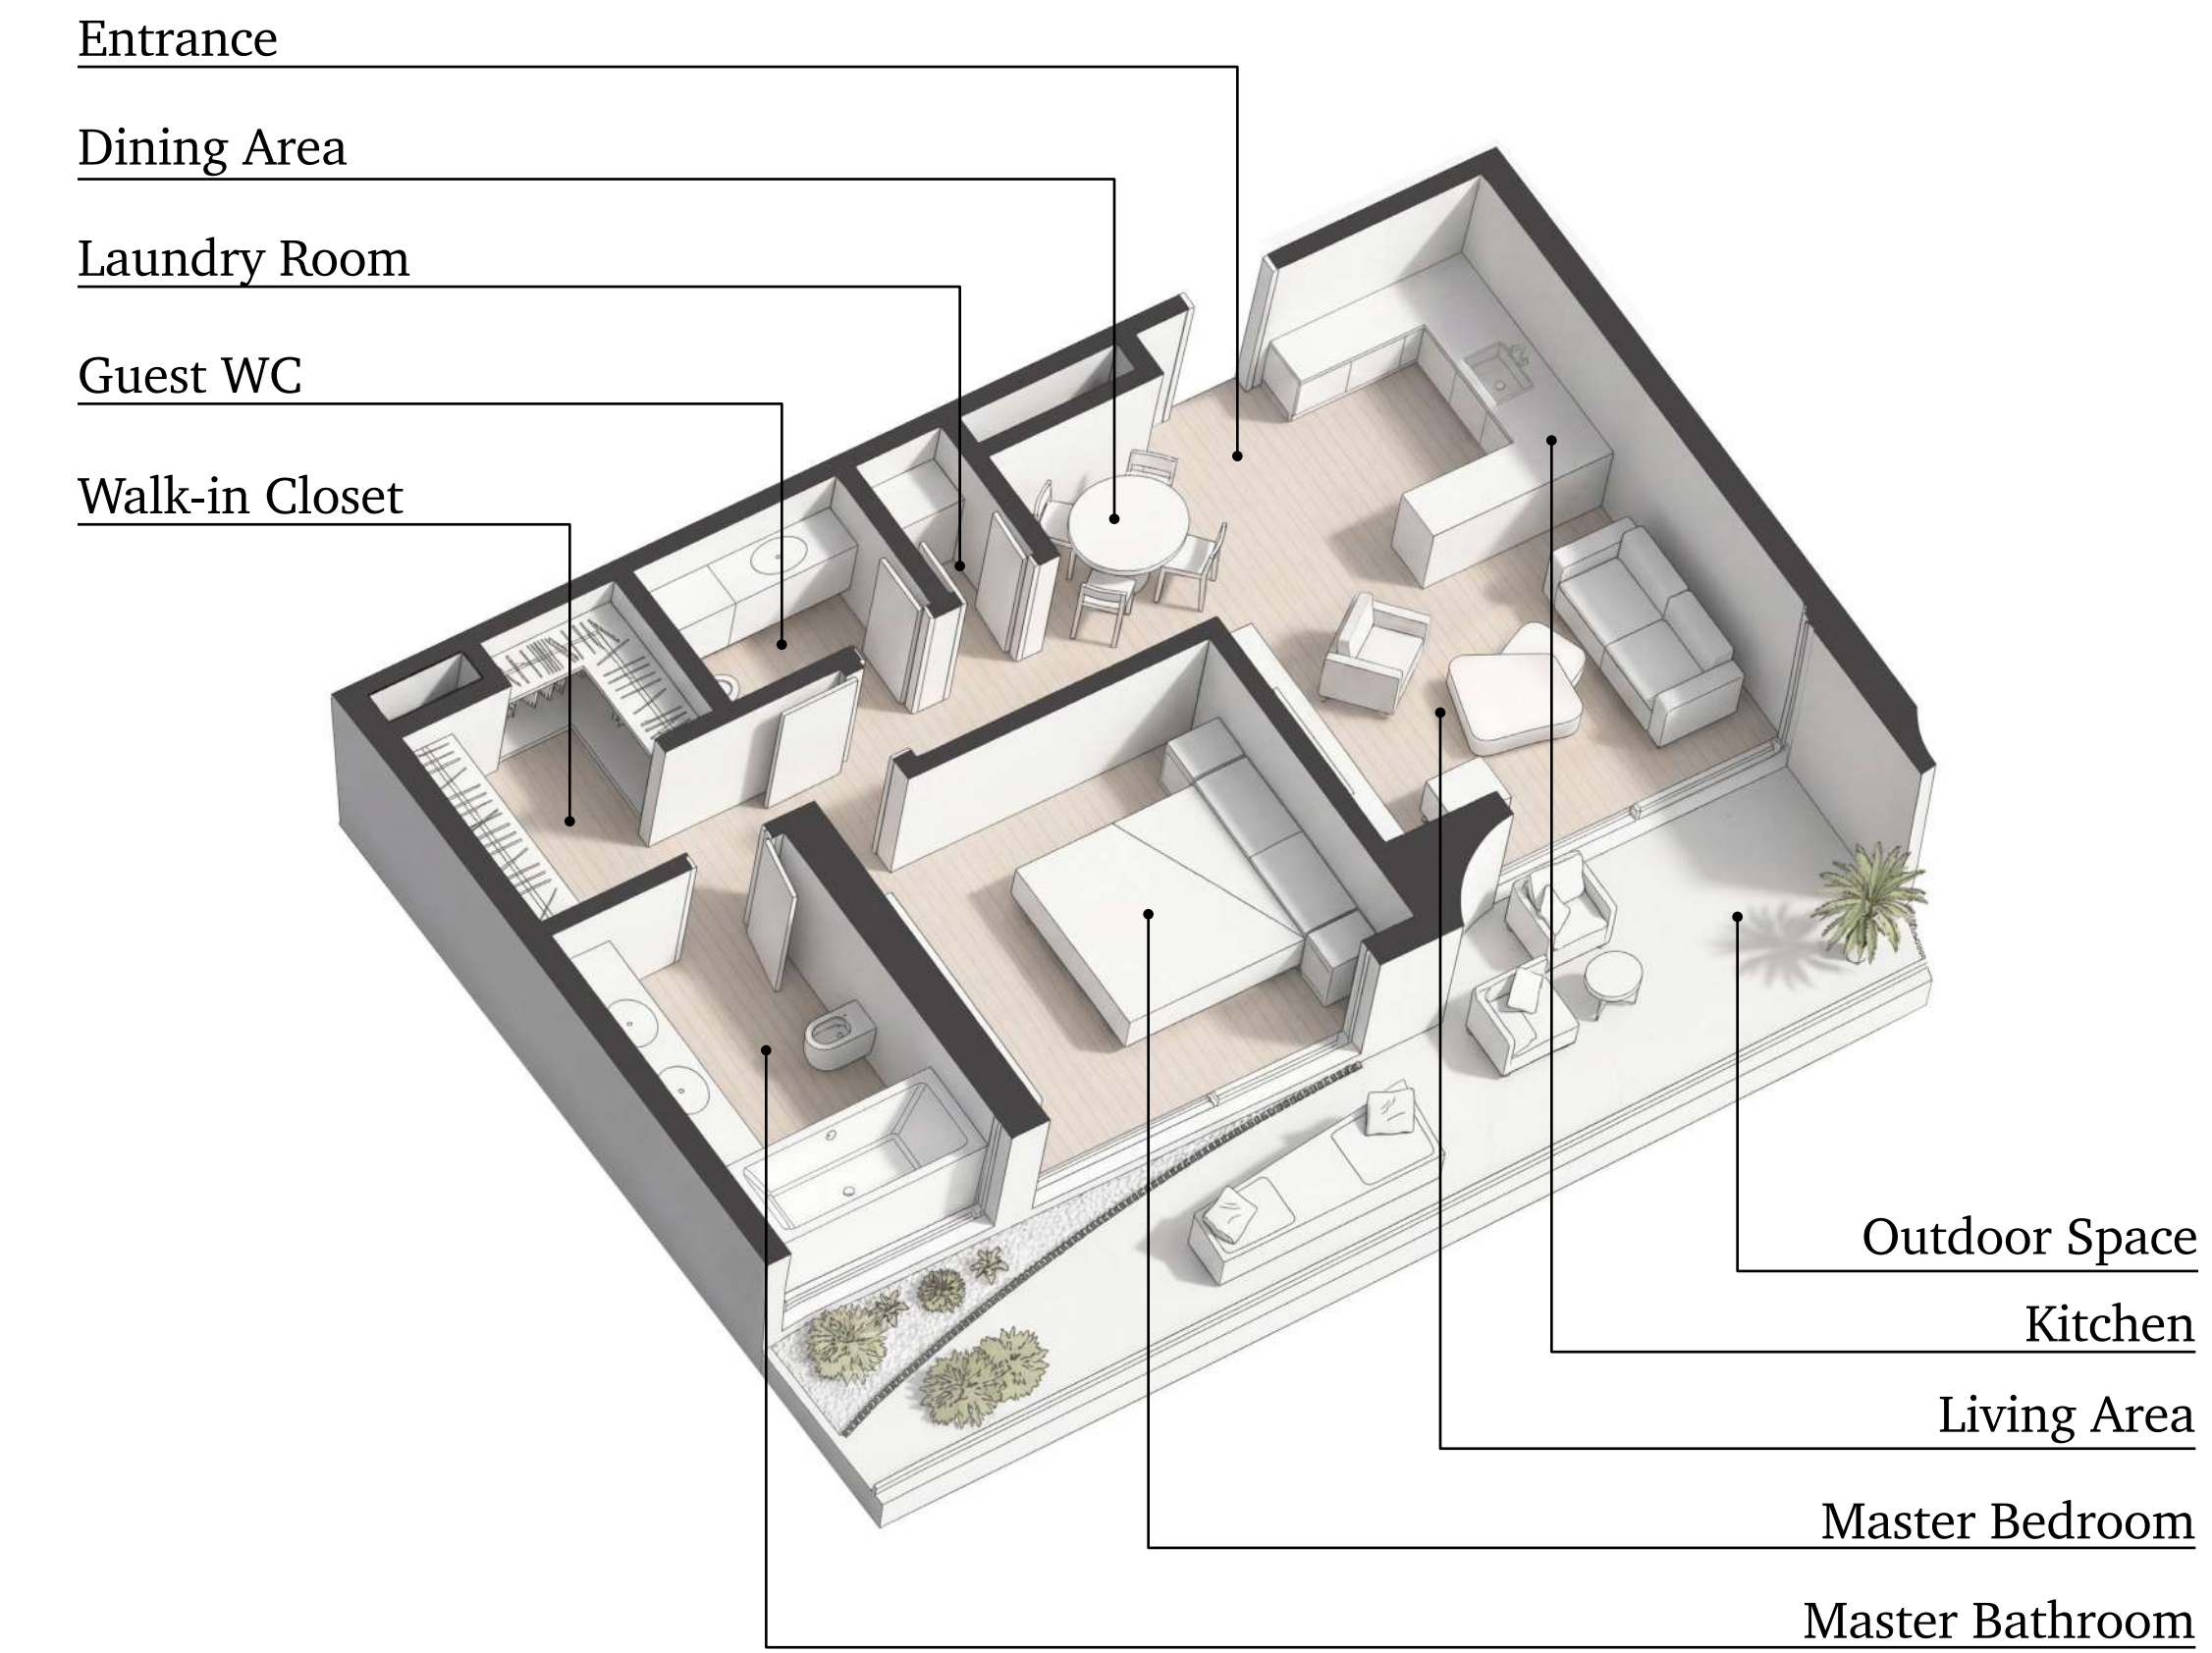 Entrance
Dining Area
Laundry Room
Guest WC
Walk-in Closet
Outdoor Space
Kitchen
Living Area
Master Bedroom
Master Bathroom